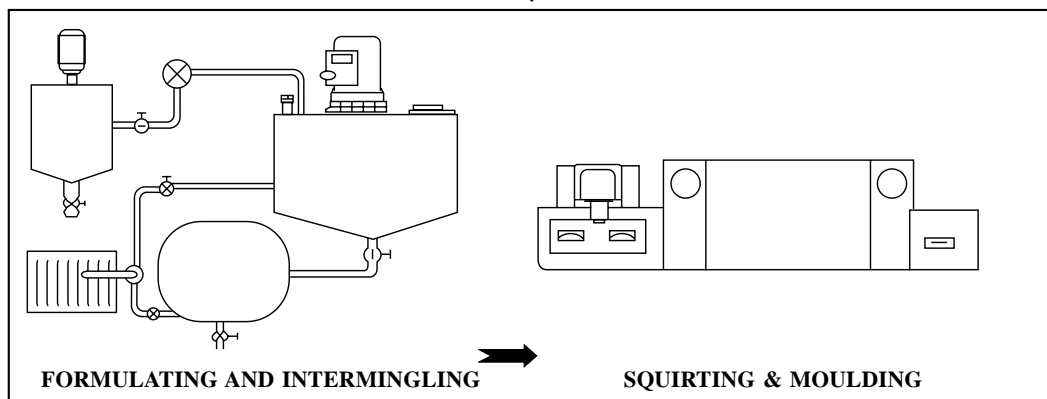 FORMULATING AND INTERMINGLING
SQUIRTING & MOULDING